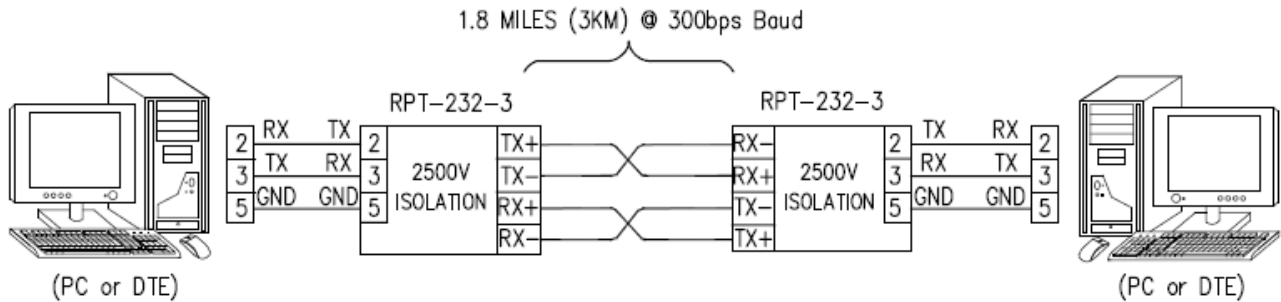 1.8 MILES (3KM) @ 300bps Baud
RPT-232-3 RPT-232-3
2 RX TX 2 TX+ RX- 2 TX RX 2
3 TX RX 3 2500V TX- RX+ 2500V 3 RX TX 3
5 GND GND 5 ISOLATION RX+ TX- ISOLATION 5 GND GND 5
RX- TX+
(PC or DTE) (PC or DTE)